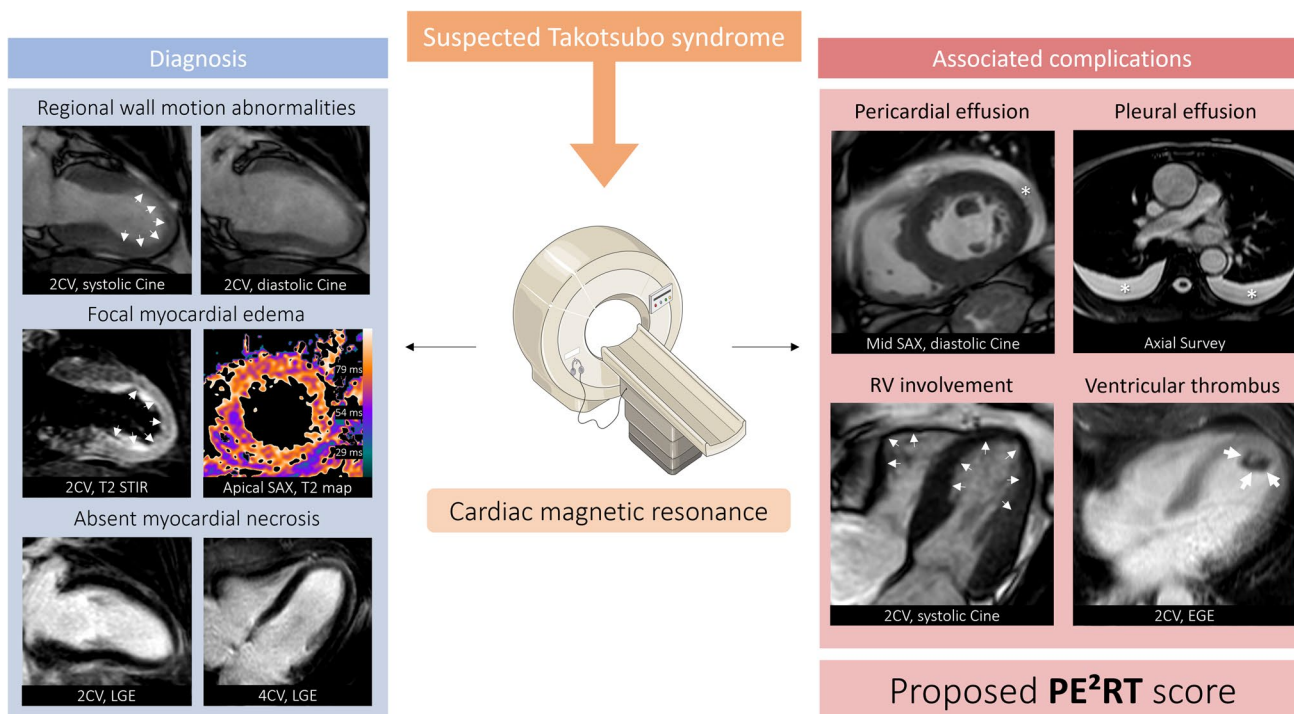 Suspected Takotsubo syndrome
Diagnosis
Regional wall motion abnormalities
2CV, systolic Cine
2CV, diastolic Cine
Focal myocardial edema
79 ms
54 ms
29 ms
2CV, T2 STIR
Apical SAX, T2 map
Absent myocardial necrosis
2CV, LGE
4CV, LGE
Cardiac magnetic resonance
Associated complications
Pericardial effusion
Pleural effusion
*
* *
Mid SAX, diastolic Cine
Axial Survey
RV involvement
Ventricular thrombus
2CV, systolic Cine
2CV, EGE
Proposed PE²RT score